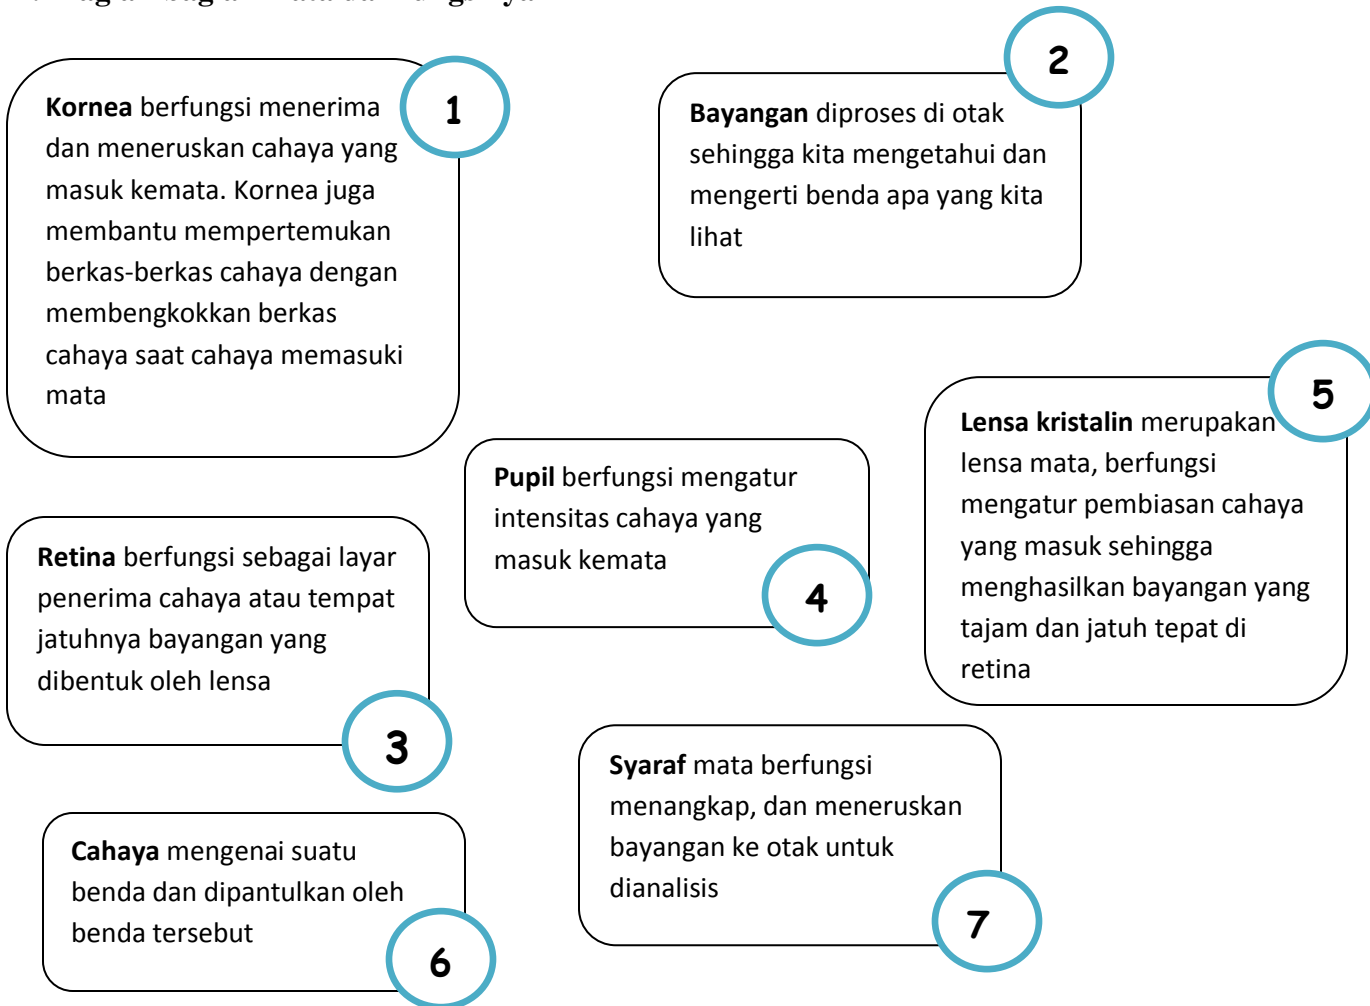 Kornea berfungsi menerima
dan meneruskan cahaya yang
masuk kemata. Kornea juga
membantu mempertemukan
berkas-berkas cahaya dengan
membengkokkan berkas
cahaya saat cahaya memasuki
mata
1
2
Bayangan diproses di otak
sehingga kita mengetahui dan
mengerti benda apa yang kita
lihat
5
Lensa kristalin merupakan
lensa mata, berfungsi
mengatur pembiasan cahaya
yang masuk sehingga
menghasilkan bayangan yang
tajam dan jatuh tepat di
retina
Pupil berfungsi mengatur
intensitas cahaya yang
masuk kemata
4
Retina berfungsi sebagai layar
penerima cahaya atau tempat
jatuhnya bayangan yang
dibentuk oleh lensa
3
Syaraf mata berfungsi
menangkap, dan meneruskan
bayangan ke otak untuk
dianalisis
7
Cahaya mengenai suatu
benda dan dipantulkan oleh
benda tersebut
6